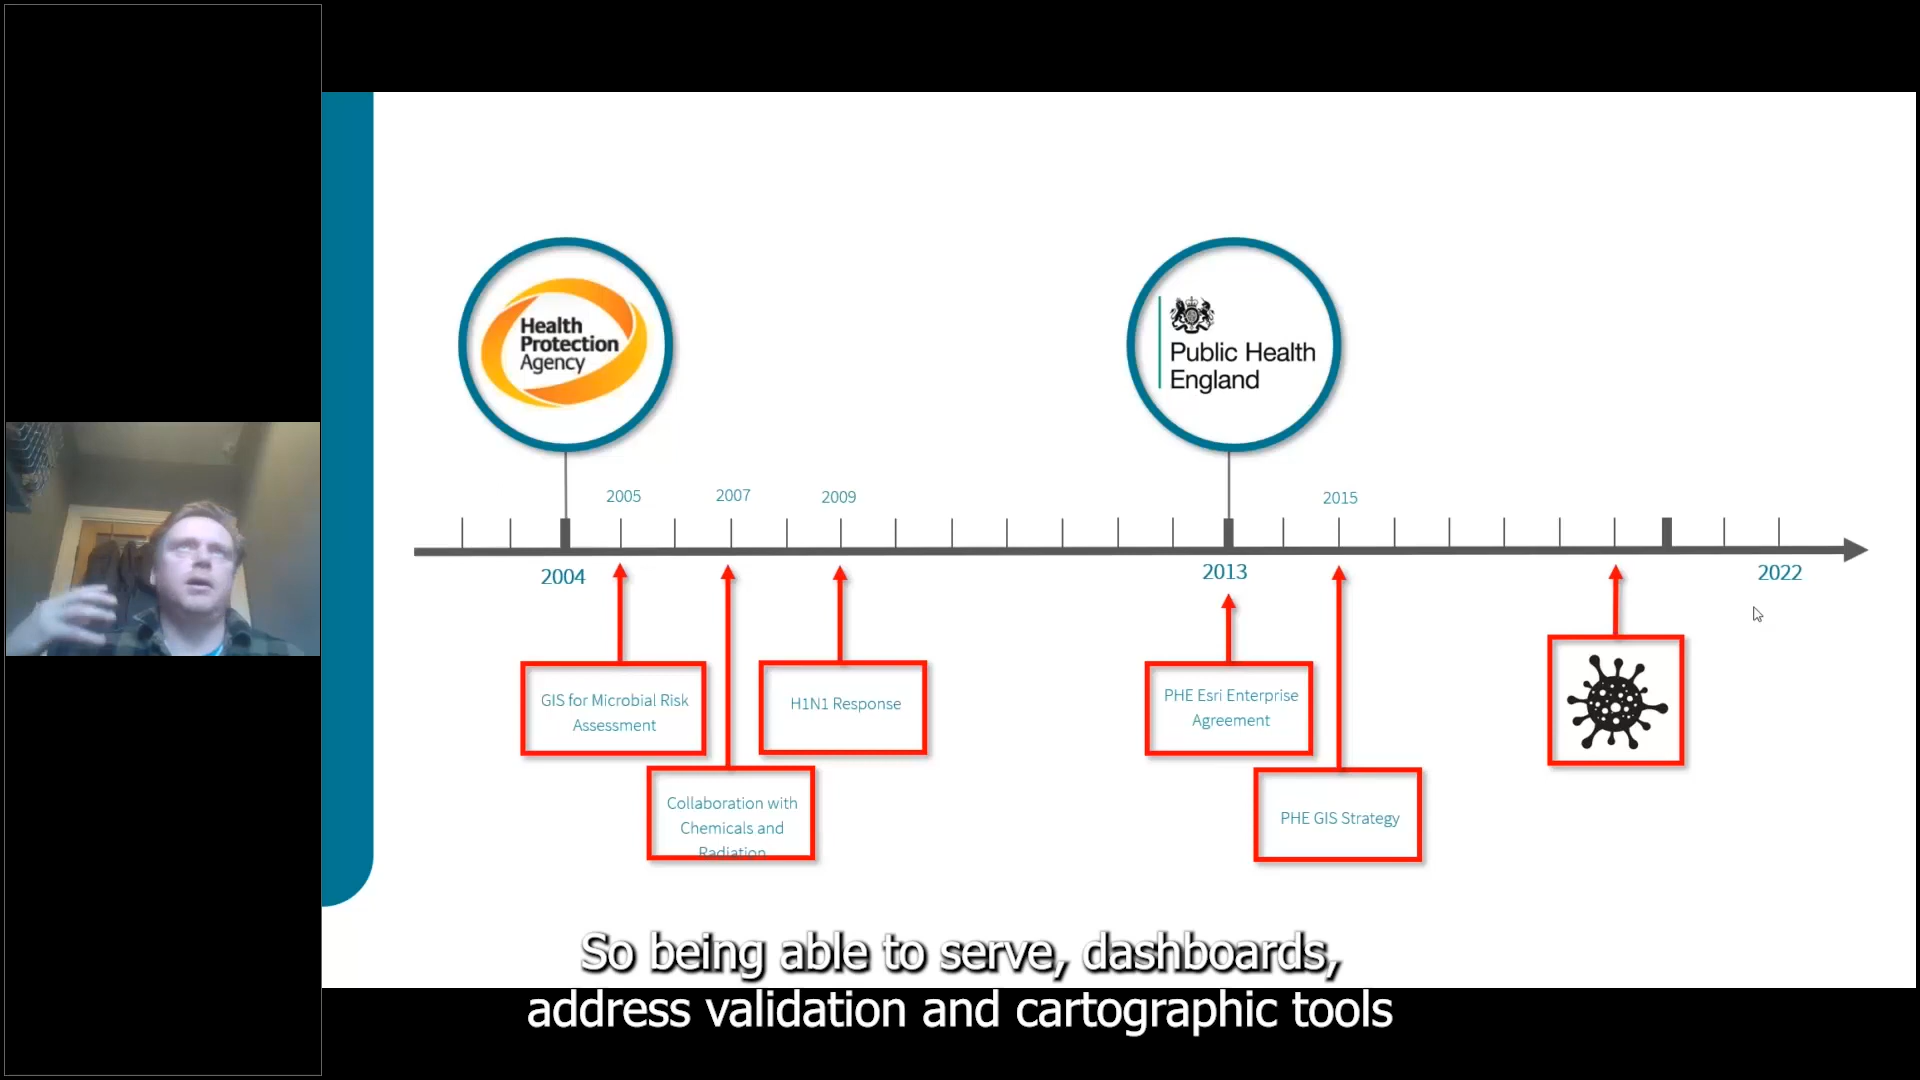 Health
Protection
Agency
Public Health
England
2005
2007
2009
2015
2004
2013
2022
GIS for Microbial Risk
Assessment
H1N1 Response
PHE Esri Enterprise
Agreement
Collaboration with
Chemicals and
Radiation
PHE GIS Strategy
So being able to serve, dashboards,
address validation and cartographic tools